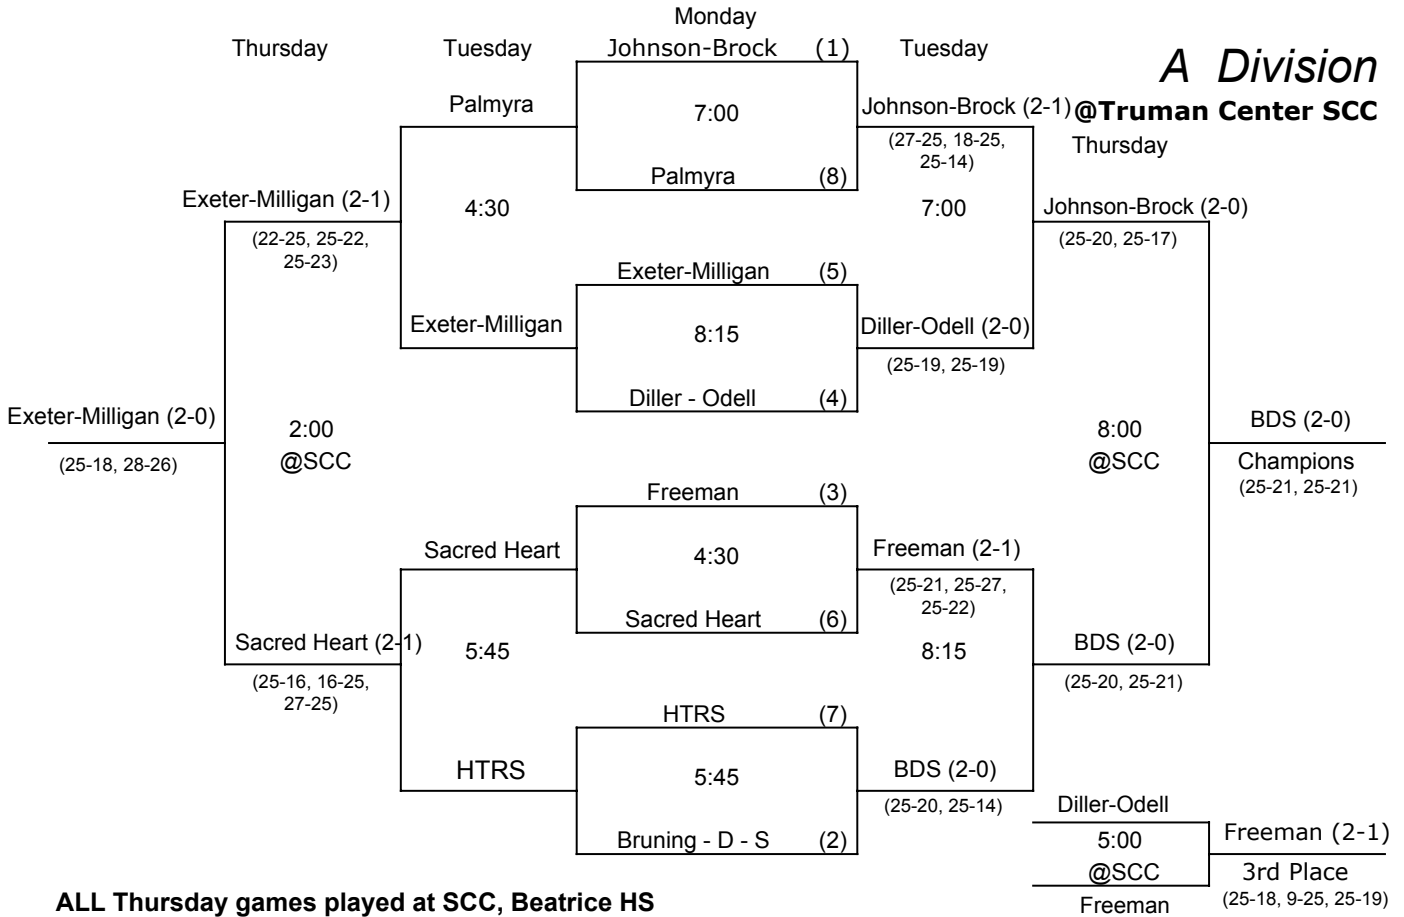 Monday
Thursday
Tuesday
Johnson-Brock (1)
Tuesday
A Division
@Truman Center SCC
Thursday
Palmyra
7:00
Johnson-Brock (2-1)
(27-25, 18-25,
25-14)
Palmyra (8)
Exeter-Milligan (2-1)
(22-25, 25-22,
25-23)
4:30
7:00
Johnson-Brock (2-0)
(25-20, 25-17)
Exeter-Milligan (5)
Exeter-Milligan
8:15
Diller-Odell (2-0)
(25-19, 25-19)
Diller - Odell (4)
Exeter-Milligan (2-0)
(25-18, 28-26)
2:00
@SCC
8:00
@SCC
BDS (2-0)
Champions
(25-21, 25-21)
Freeman (3)
Sacred Heart
4:30
Freeman (2-1)
(25-21, 25-27,
25-22)
Sacred Heart (6)
Sacred Heart (2-1)
(25-16, 16-25,
27-25)
5:45
8:15
BDS (2-0)
(25-20, 25-21)
HTRS (7)
HTRS
5:45
BDS (2-0)
(25-20, 25-14)
Bruning - D - S (2)
Diller-Odell
5:00
@SCC
Freeman
Freeman (2-1)
3rd Place
(25-18, 9-25, 25-19)
ALL Thursday games played at SCC, Beatrice HS